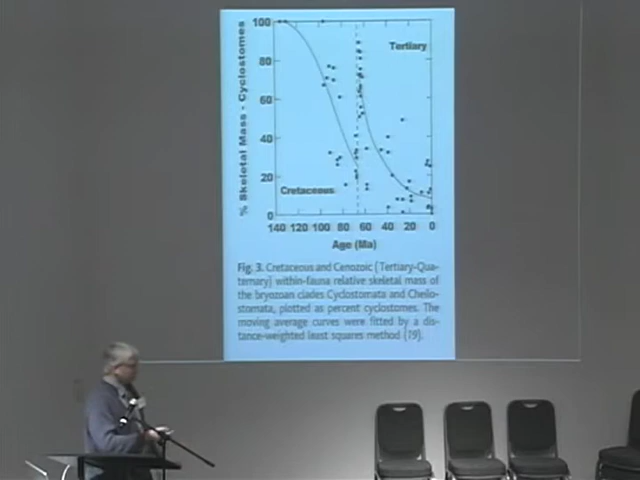 % Skeletal Mass - Cyclostomes
100
80
60
40
20
0
Tertiary
Cretaceous
140 120 100 80 60 40 20 0
Age (Ma)
Fig. 3. Cretaceous and Cenozoic (Tertiary-Qua-
ternary) within-fauna relative skeletal mass of
the bryozoan clades Cyclostomata and Cheilo-
stomata, plotted as percent cyclostomes. The
moving average curves were fitted by a dis-
tance-weighted least squares method (19).